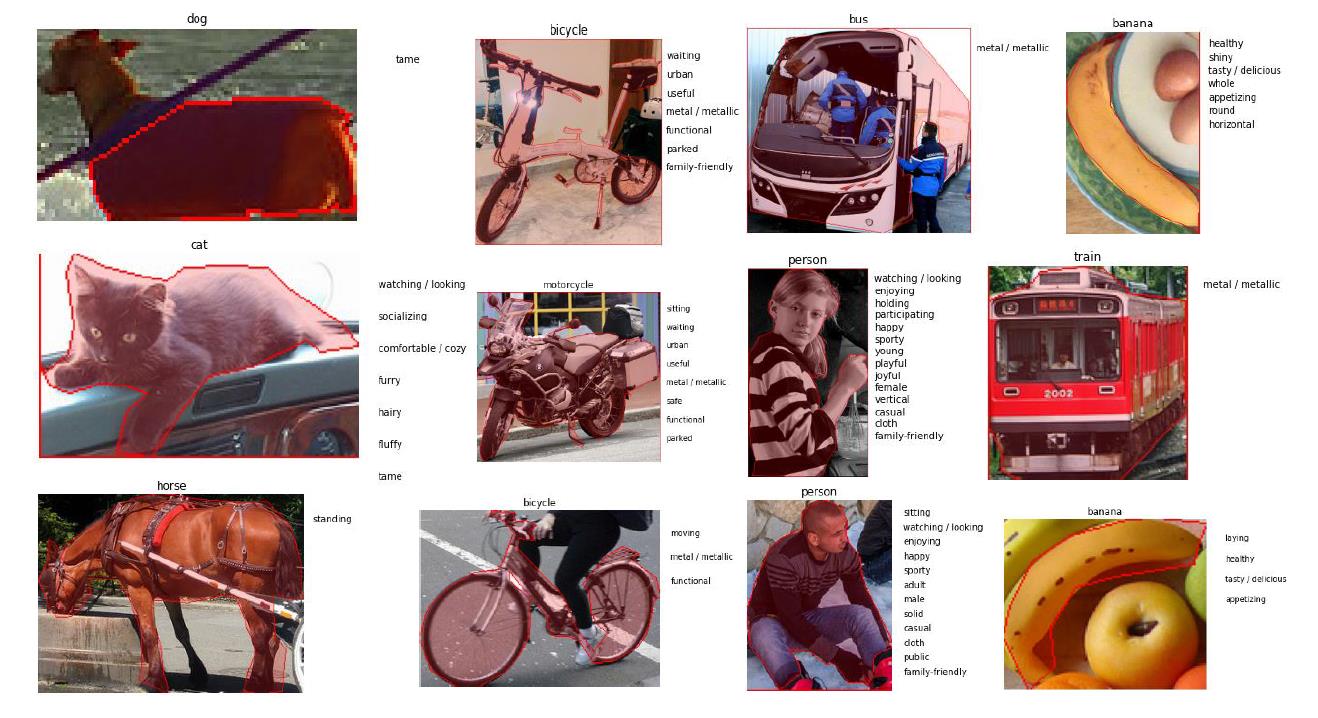 dog
tame
bicycle
waiting
urban
useful
metal / metallic
functional
parked
family-friendly
bus
metal / metallic
banana
healthy
shiny
tasty / delicious
whole
appetizing
round
horizontal
cat
watching / looking
socializing
comfortable / cozy
furry
hairy
fluffy
tame
motorcycle
sitting
waiting
urban
useful
metal / metallic
safe
functional
parked
person
watching / looking
enjoying
holding
participating
happy
sporty
young
playful
joyful
female
vertical
casual
cloth
family-friendly
train
2002
metal / metallic
horse
standing
bicycle
moving
metal / metallic
functional
person
sitting
watching / looking
enjoying
happy
sporty
adult
male
solid
casual
cloth
public
family-friendly
banana
laying
healthy
tasty / delicious
appetizing